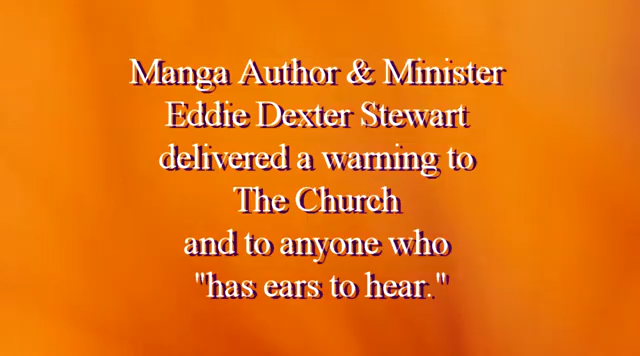 Manga Author & Minister
Eddie Dexter Stewart
delivered a warning to
The Church
and to anyone who
"has ears to hear."